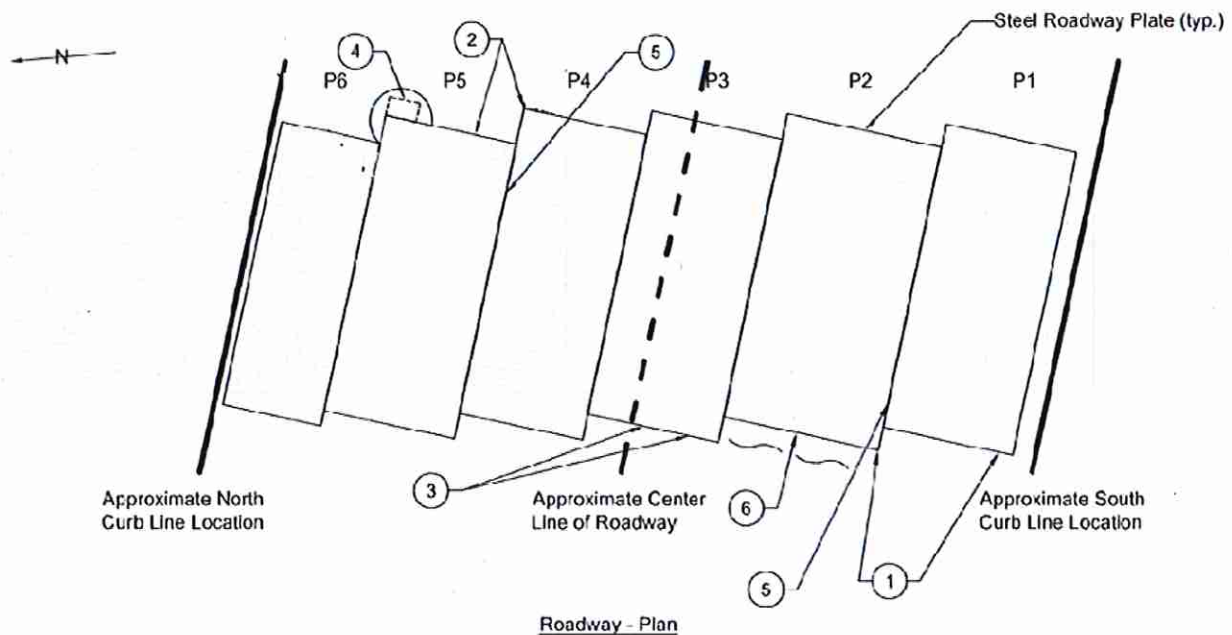 Steel Roadway Plate (typ.)
N
4
2
5
P6
P5
P4
P3
P2
P1
3
6
5
1
Approximate North
Curb Line Location
Approximate Center
Line of Roadway
Approximate South
Curb Line Location
Roadway - Plan